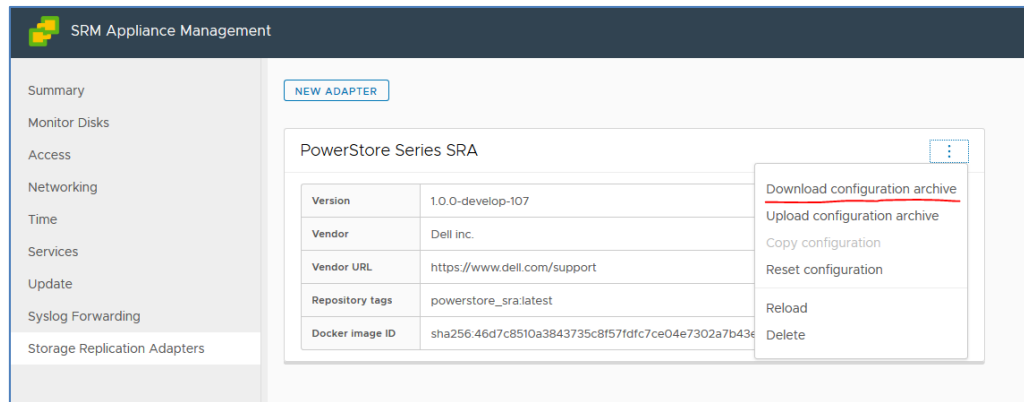 SRM Appliance Management
Summary
Monitor Disks
Access
Networking
Time
Services
Update
Syslog Forwarding
Storage Replication Adapters
NEW ADAPTER
PowerStore Series SRA
Version 1.0.0-develop-107
Vendor Dell inc.
Vendor URL https://www.dell.com/support
Repository tags powerstore_sra:latest
Docker image ID sha256:46d7c8510a3843735c8f57fdfc7ce04e7302a7b43e
Download configuration archive
Upload configuration archive
Copy configuration
Reset configuration
Reload
Delete